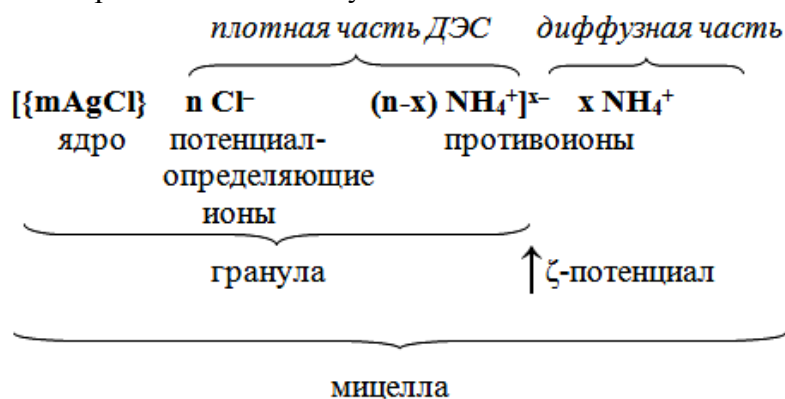 плотная часть ДЭС диффузная часть
[{mAgCl} n Cl⁻ (n-x) NH₄⁺]ˣ⁻ x NH₄⁺
ядро потенциал- противоионы
определяющие
ионы
гранула ↑ ζ-потенциал
мицелла